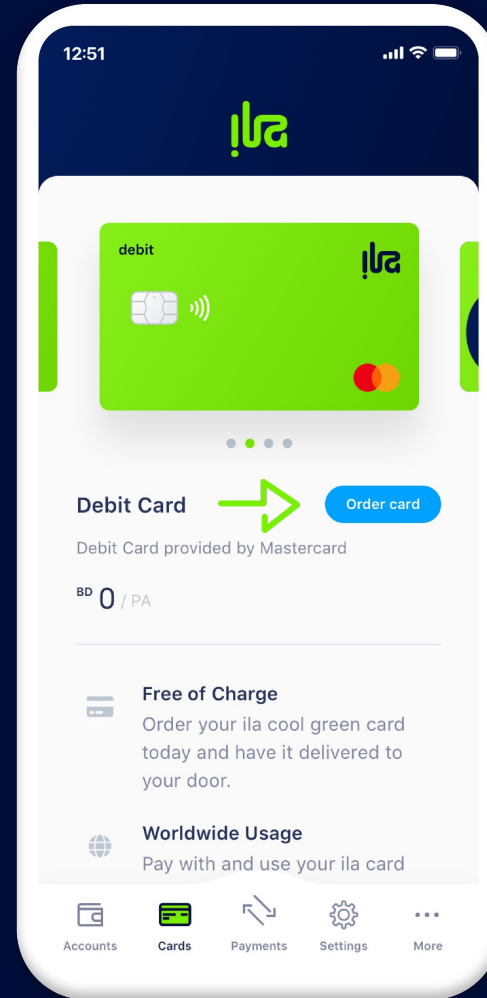 12:51
ila
debit
ila
Debit Card
Order card
Debit Card provided by Mastercard
BD 0 / PA
Free of Charge
Order your ila cool green card
today and have it delivered to
your door.
Worldwide Usage
Pay with and use your ila card
Accounts
Cards
Payments
Settings
More